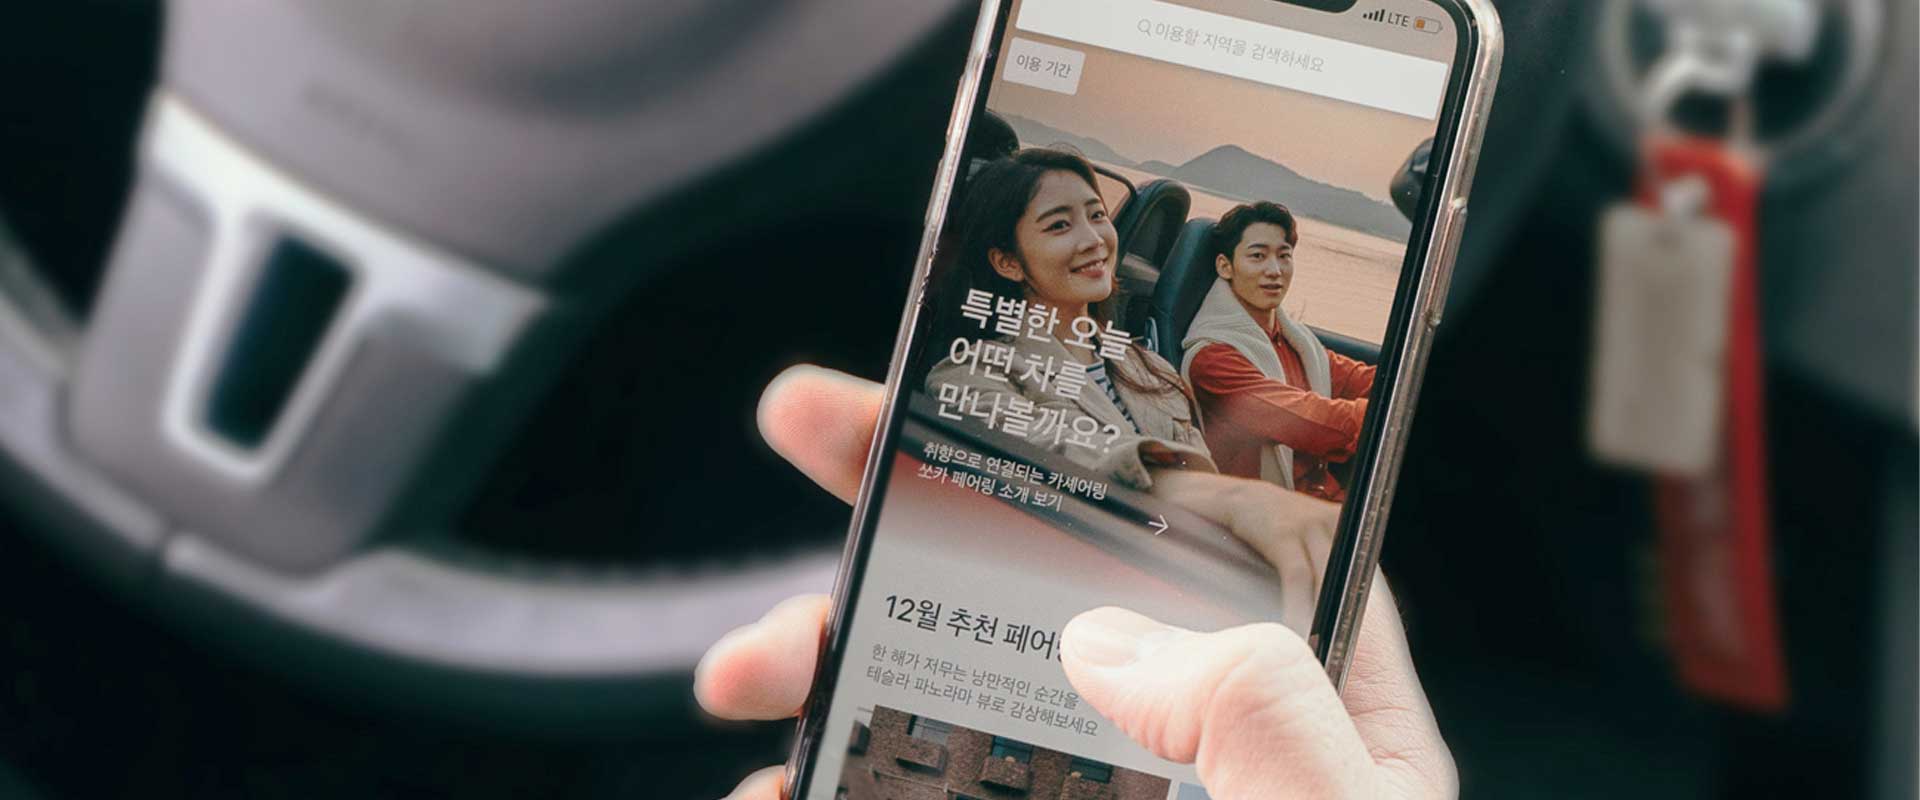 LTE
이용할 지역을 검색하세요
이용 기간
특별한 오늘
어떤 차를
만나볼까요?
취향으로 연결되는 카셰어링
쏘카 페어링 소개 보기
12월 추천
한 해가 저무는 낭만적인 순간을
테슬라 파노라마 뷰로 감상해보세요